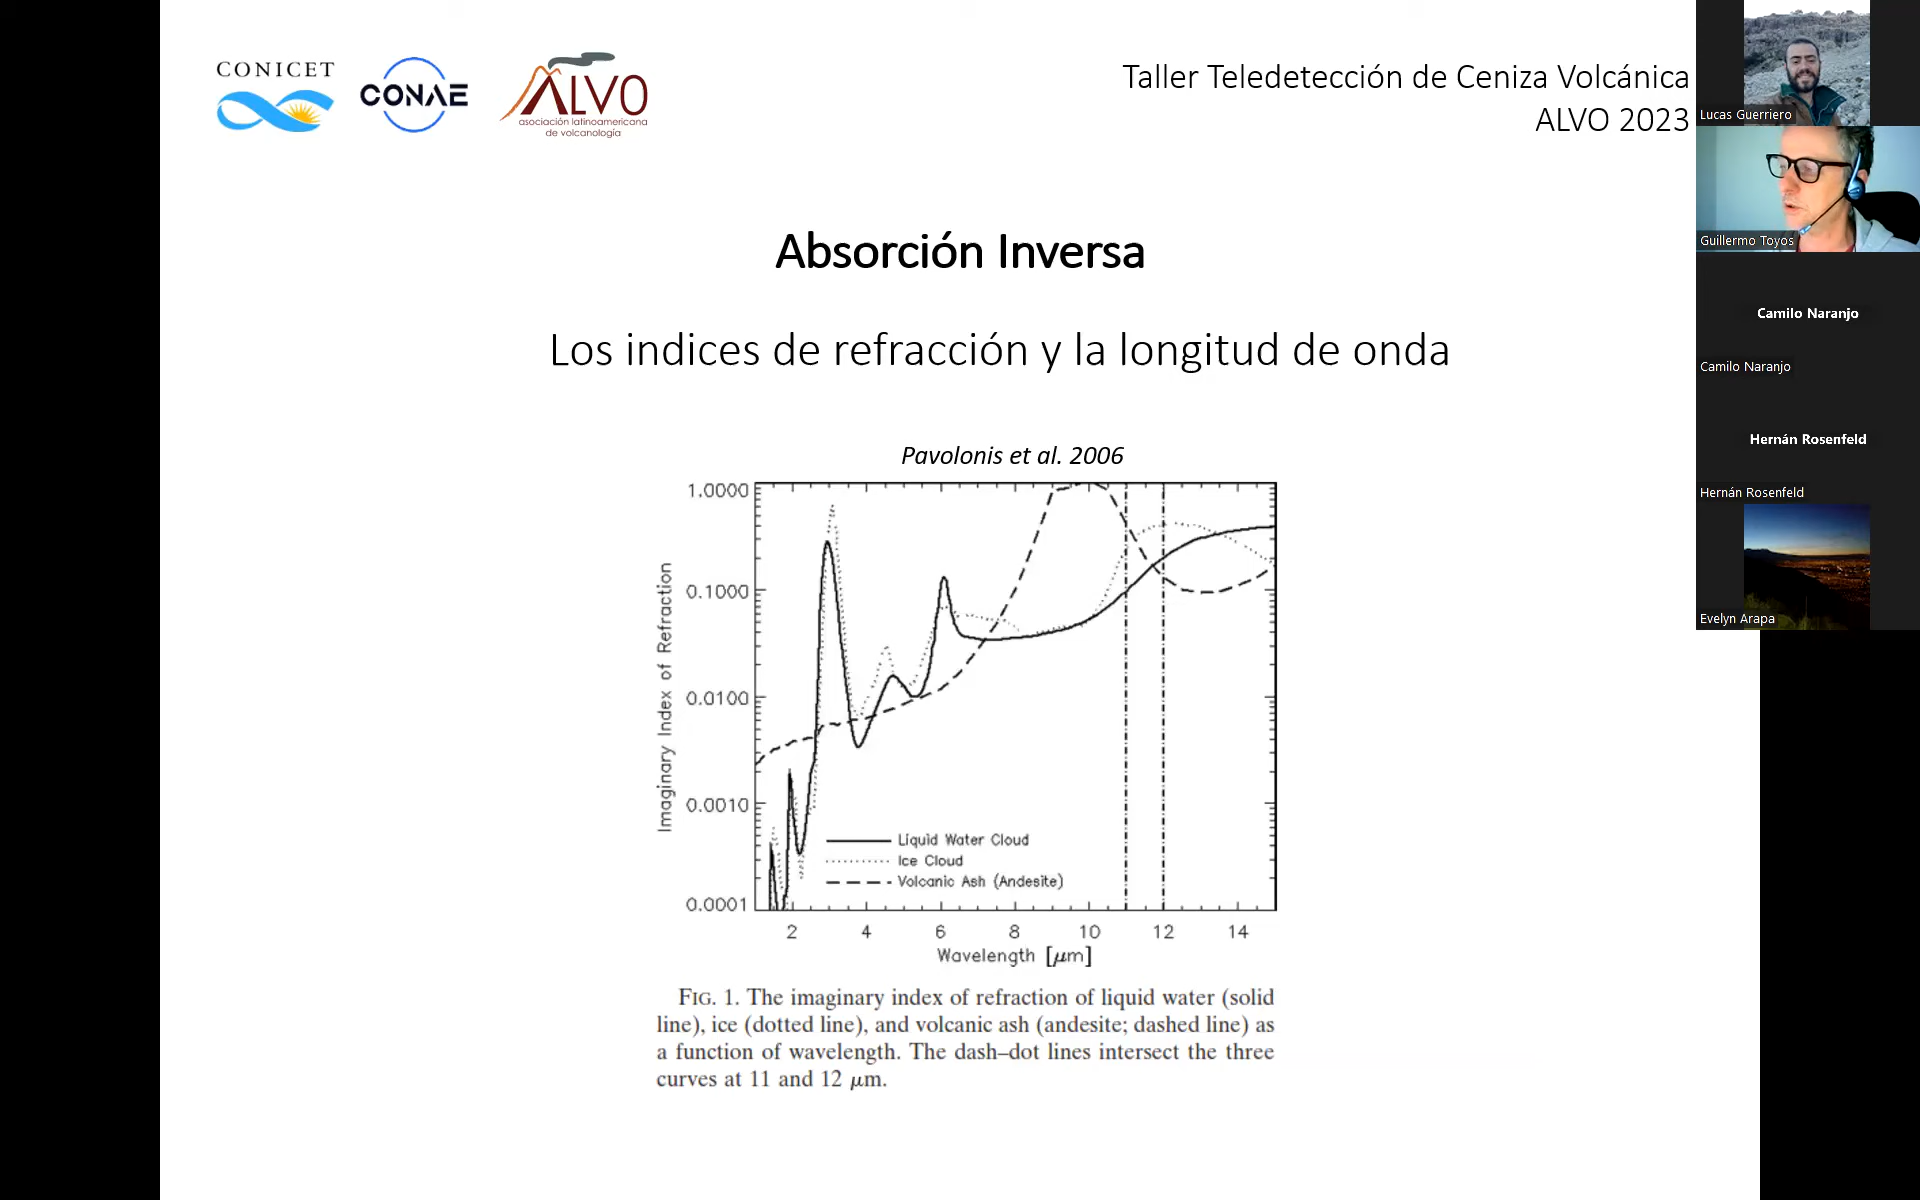 CONICET
CONAE
ALVO
asociación latinoamericana
de volcanología
Taller Teledetección de Ceniza Volcánica
ALVO 2023
Absorción Inversa
Los indices de refracción y la longitud de onda
Pavolonis et al. 2006
1.0000
0.1000
0.0100
0.0010
0.0001
Imaginary Index of Refraction
Liquid Water Cloud
Ice Cloud
Volcanic Ash (Andesite)
2 4 6 8 10 12 14
Wavelength [μm]
FIG. 1. The imaginary index of refraction of liquid water (solid
line), ice (dotted line), and volcanic ash (andesite; dashed line) as
a function of wavelength. The dash–dot lines intersect the three
curves at 11 and 12 μm.
Lucas Guerriero
Guillermo Toyos
Camilo Naranjo
Camilo Naranjo
Hernán Rosenfeld
Hernán Rosenfeld
Evelyn Arapa